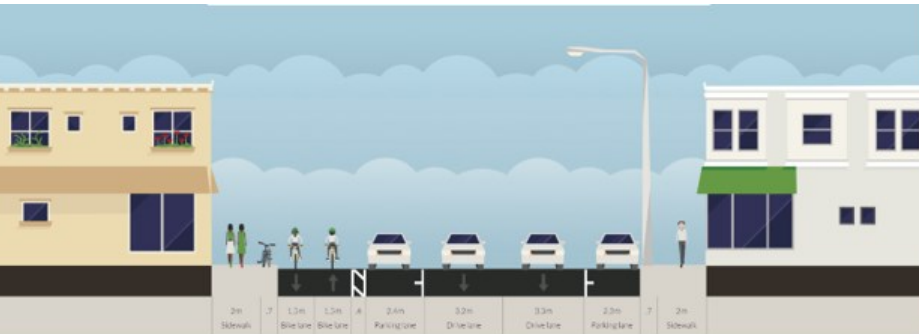 2m .7 1.5m 1.5m .6 2.4m 3.2m 3.3m 2.3m .7 2m
Sidewalk Bike lane Bike lane Parking lane Drive lane Drive lane Parking lane Sidewalk